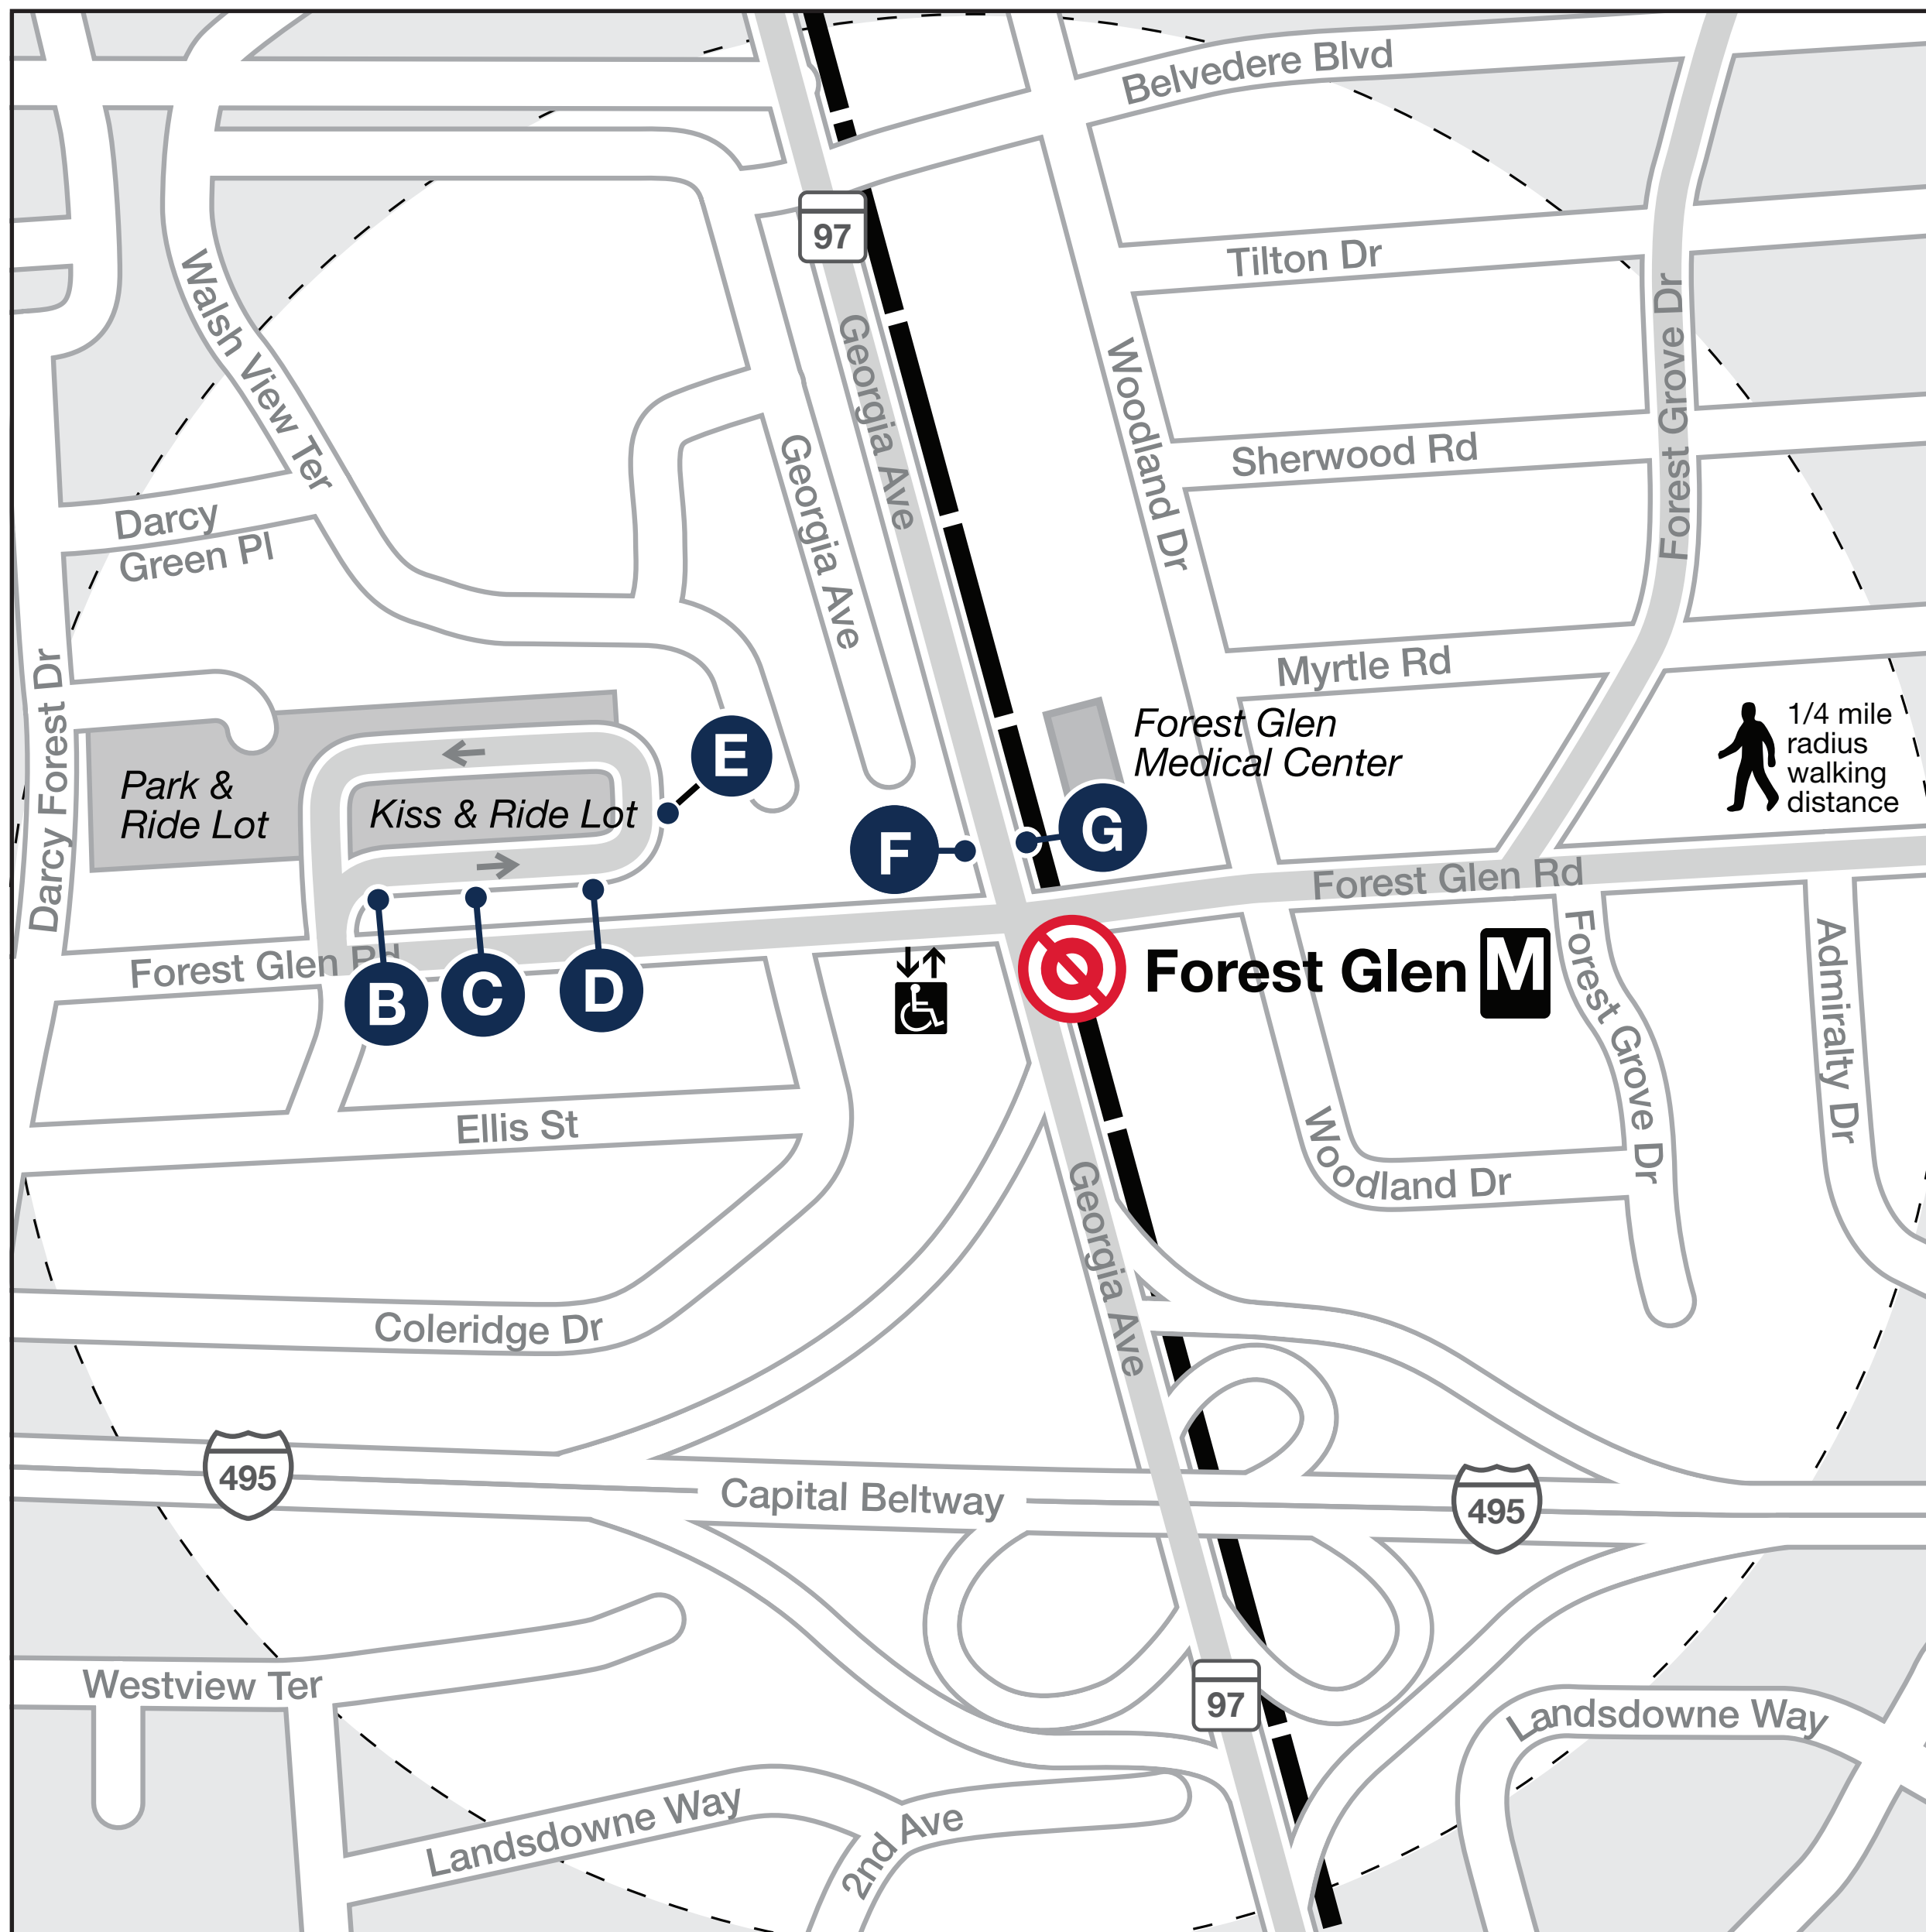 Belvedere Blvd
97
Tilton Dr
Walsh View Ter
Georgia Ave
Woodland Dr
Forest Grove Dr
Sherwood Rd
Georgia Ave
Darcy
Green Pl
Myrtle Rd
Darcy Forest Dr
Forest Glen
Medical Center
1/4 mile
radius
walking
distance
Park &
Ride Lot
Kiss & Ride Lot
E
F
G
Forest Glen Rd
Forest Glen Rd
B
C
D
Forest Glen
M
Forest Grove Dr
Admiralty Dr
Ellis St
Woodland Dr
Georgia Ave
Coleridge Dr
495
Capital Beltway
495
Westview Ter
97
Landsdowne Way
Landsdowne Way
2nd Ave